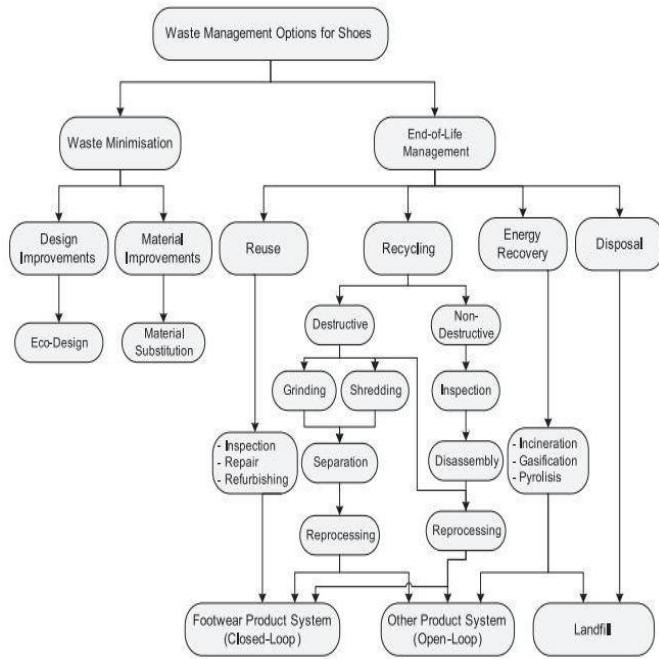 Waste Management Options for Shoes
Waste Minimisation
End-of-Life
Management
Design
Improvements
Material
Improvements
Reuse
Recycling
Energy
Recovery
Disposal
Eco-Design
Material
Substitution
Destructive
Non-
Destructive
Grinding
Shredding
Inspection
- Inspection
- Repair
- Refurbishing
Separation
Disassembly
- Incineration
- Gasification
- Pyrolisis
Reprocessing
Reprocessing
Footwear Product System
(Closed-Loop)
Other Product System
(Open-Loop)
Landfill